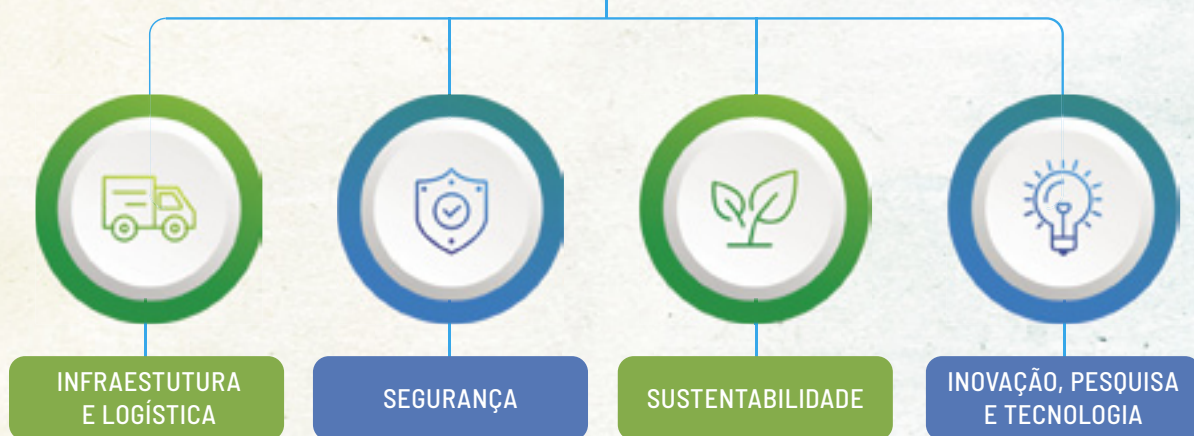 INFRAESTUTURA
E LOGÍSTICA
SEGURANÇA
SUSTENTABILIDADE
INOVAÇÃO, PESQUISA
E TECNOLOGIA